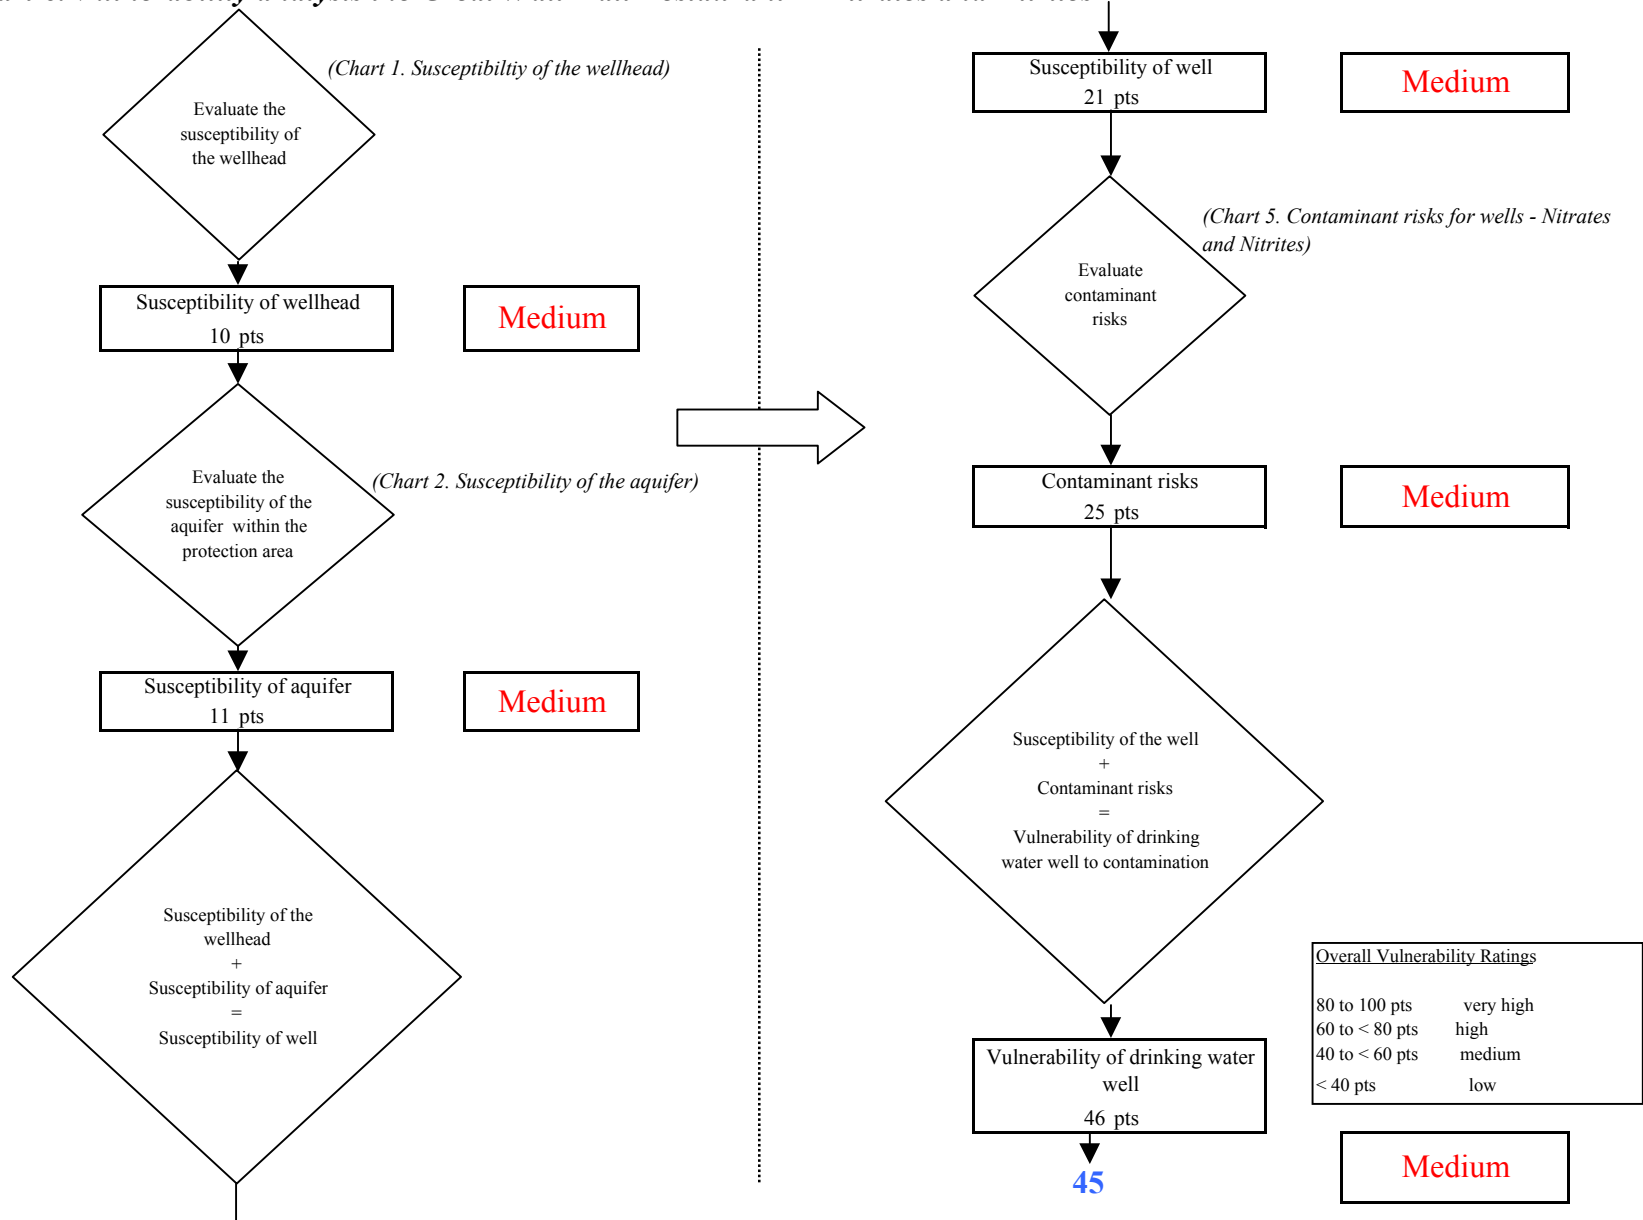 (Chart 1. Susceptibiltiy of the wellhead)
Evaluate the
susceptibility of
the wellhead
Susceptibility of wellhead
10 pts
Medium
(Chart 2. Susceptibility of the aquifer)
Evaluate the
susceptibility of the
aquifer within the
protection area
Susceptibility of aquifer
11 pts
Medium
Susceptibility of the
wellhead
+
Susceptibility of aquifer
=
Susceptibility of well
Susceptibility of well
21 pts
Medium
(Chart 5. Contaminant risks for wells - Nitrates
and Nitrites)
Evaluate
contaminant
risks
Contaminant risks
25 pts
Medium
Susceptibility of the well
+
Contaminant risks
=
Vulnerability of drinking
water well to contamination
Vulnerability of drinking water
well
46 pts
45
Overall Vulnerability Ratings
80 to 100 pts very high
60 to < 80 pts high
40 to < 60 pts medium
< 40 pts low
Medium